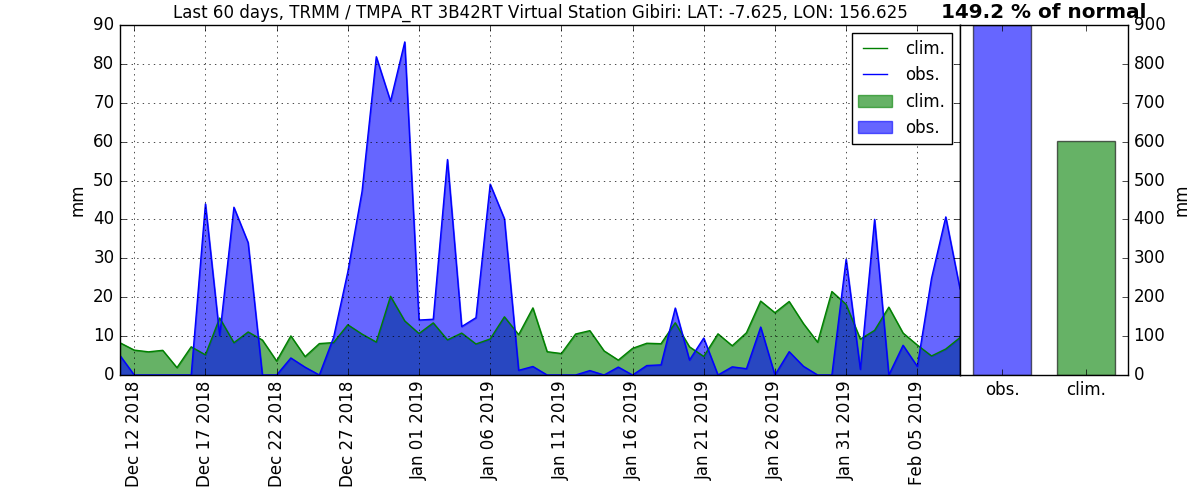 Last 60 days, TRMM / TMPA_RT 3B42RT Virtual Station Gibiri: LAT: -7.625, LON: 156.625
149.2 % of normal
90
80
70
60
50
40
30
20
10
0
mm
clim.
obs.
clim.
obs.
900
800
700
600
500
400
300
200
100
0
mm
obs.
clim.
Dec 12 2018
Dec 17 2018
Dec 22 2018
Dec 27 2018
Jan 01 2019
Jan 06 2019
Jan 11 2019
Jan 16 2019
Jan 21 2019
Jan 26 2019
Jan 31 2019
Feb 05 2019